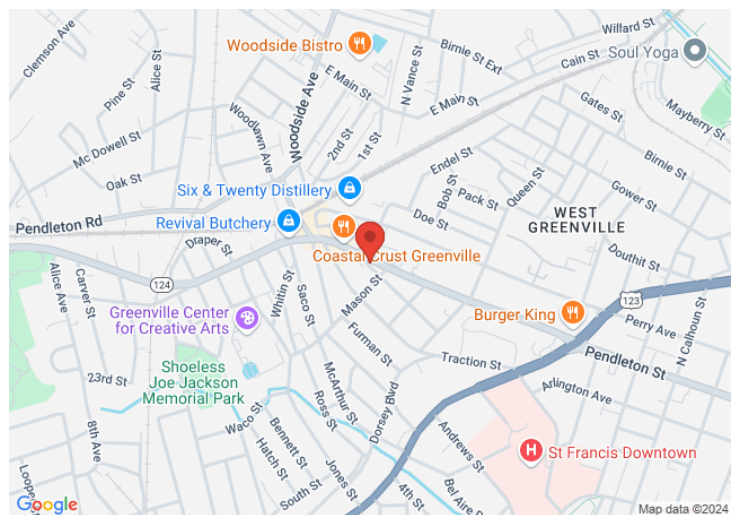 Clemson Ave
Alice St
Pine St
Woodside Bistro
Woodside Ave
N Vance St
Birnie St Ext
Willard St
Cain St
Soul Yoga
E Main St
E Main St
Mayberry St
Mc Dowell St
Woodlawn Ave
2nd St
1st St
Gates St
Birnie St
Oak St
Endel St
Bob St
Pack St
Queen St
Gower St
Six & Twenty Distillery
Pendleton Rd
Revival Butchery
Doe St
WEST
GREENVILLE
Draper St
Coastal Crust Greenville
Douthit St
Alice Ave
Carver St
124
Whitin St
Saco St
Mason St
123
Greenville Center
for Creative Arts
Burger King
Perry Ave
N Calhoun St
Furman St
Shoeless
Joe Jackson
Memorial Park
Traction St
Pendleton St
23rd St
McArthur St
Arlington Ave
8th Ave
Waco St
Ross St
Dorsey Blvd
Hatch St
Bennett St
Andrews St
H
St Francis Downtown
South St
Jones St
4th St
Bel Aire
Google
Map data ©2024